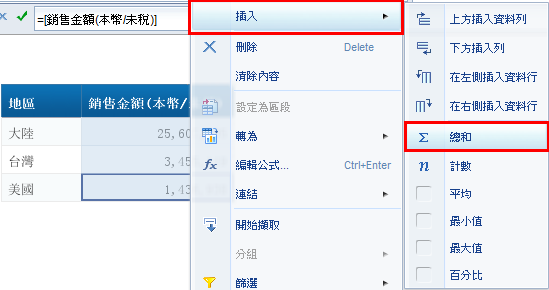 =[銷售金額(本幣/未稅)]
地區 銷售金額(本幣/
大陸 25,60
台灣 3,45
美國 1,43
插入
刪除 Delete
清除內容
設定為區段
轉為
編輯公式... Ctrl+Enter
連結
開始擷取
分組
篩選
上方插入資料列
下方插入列
在左側插入資料行
在右側插入資料行
Σ 總和
n 計數
平均
最小值
最大值
百分比